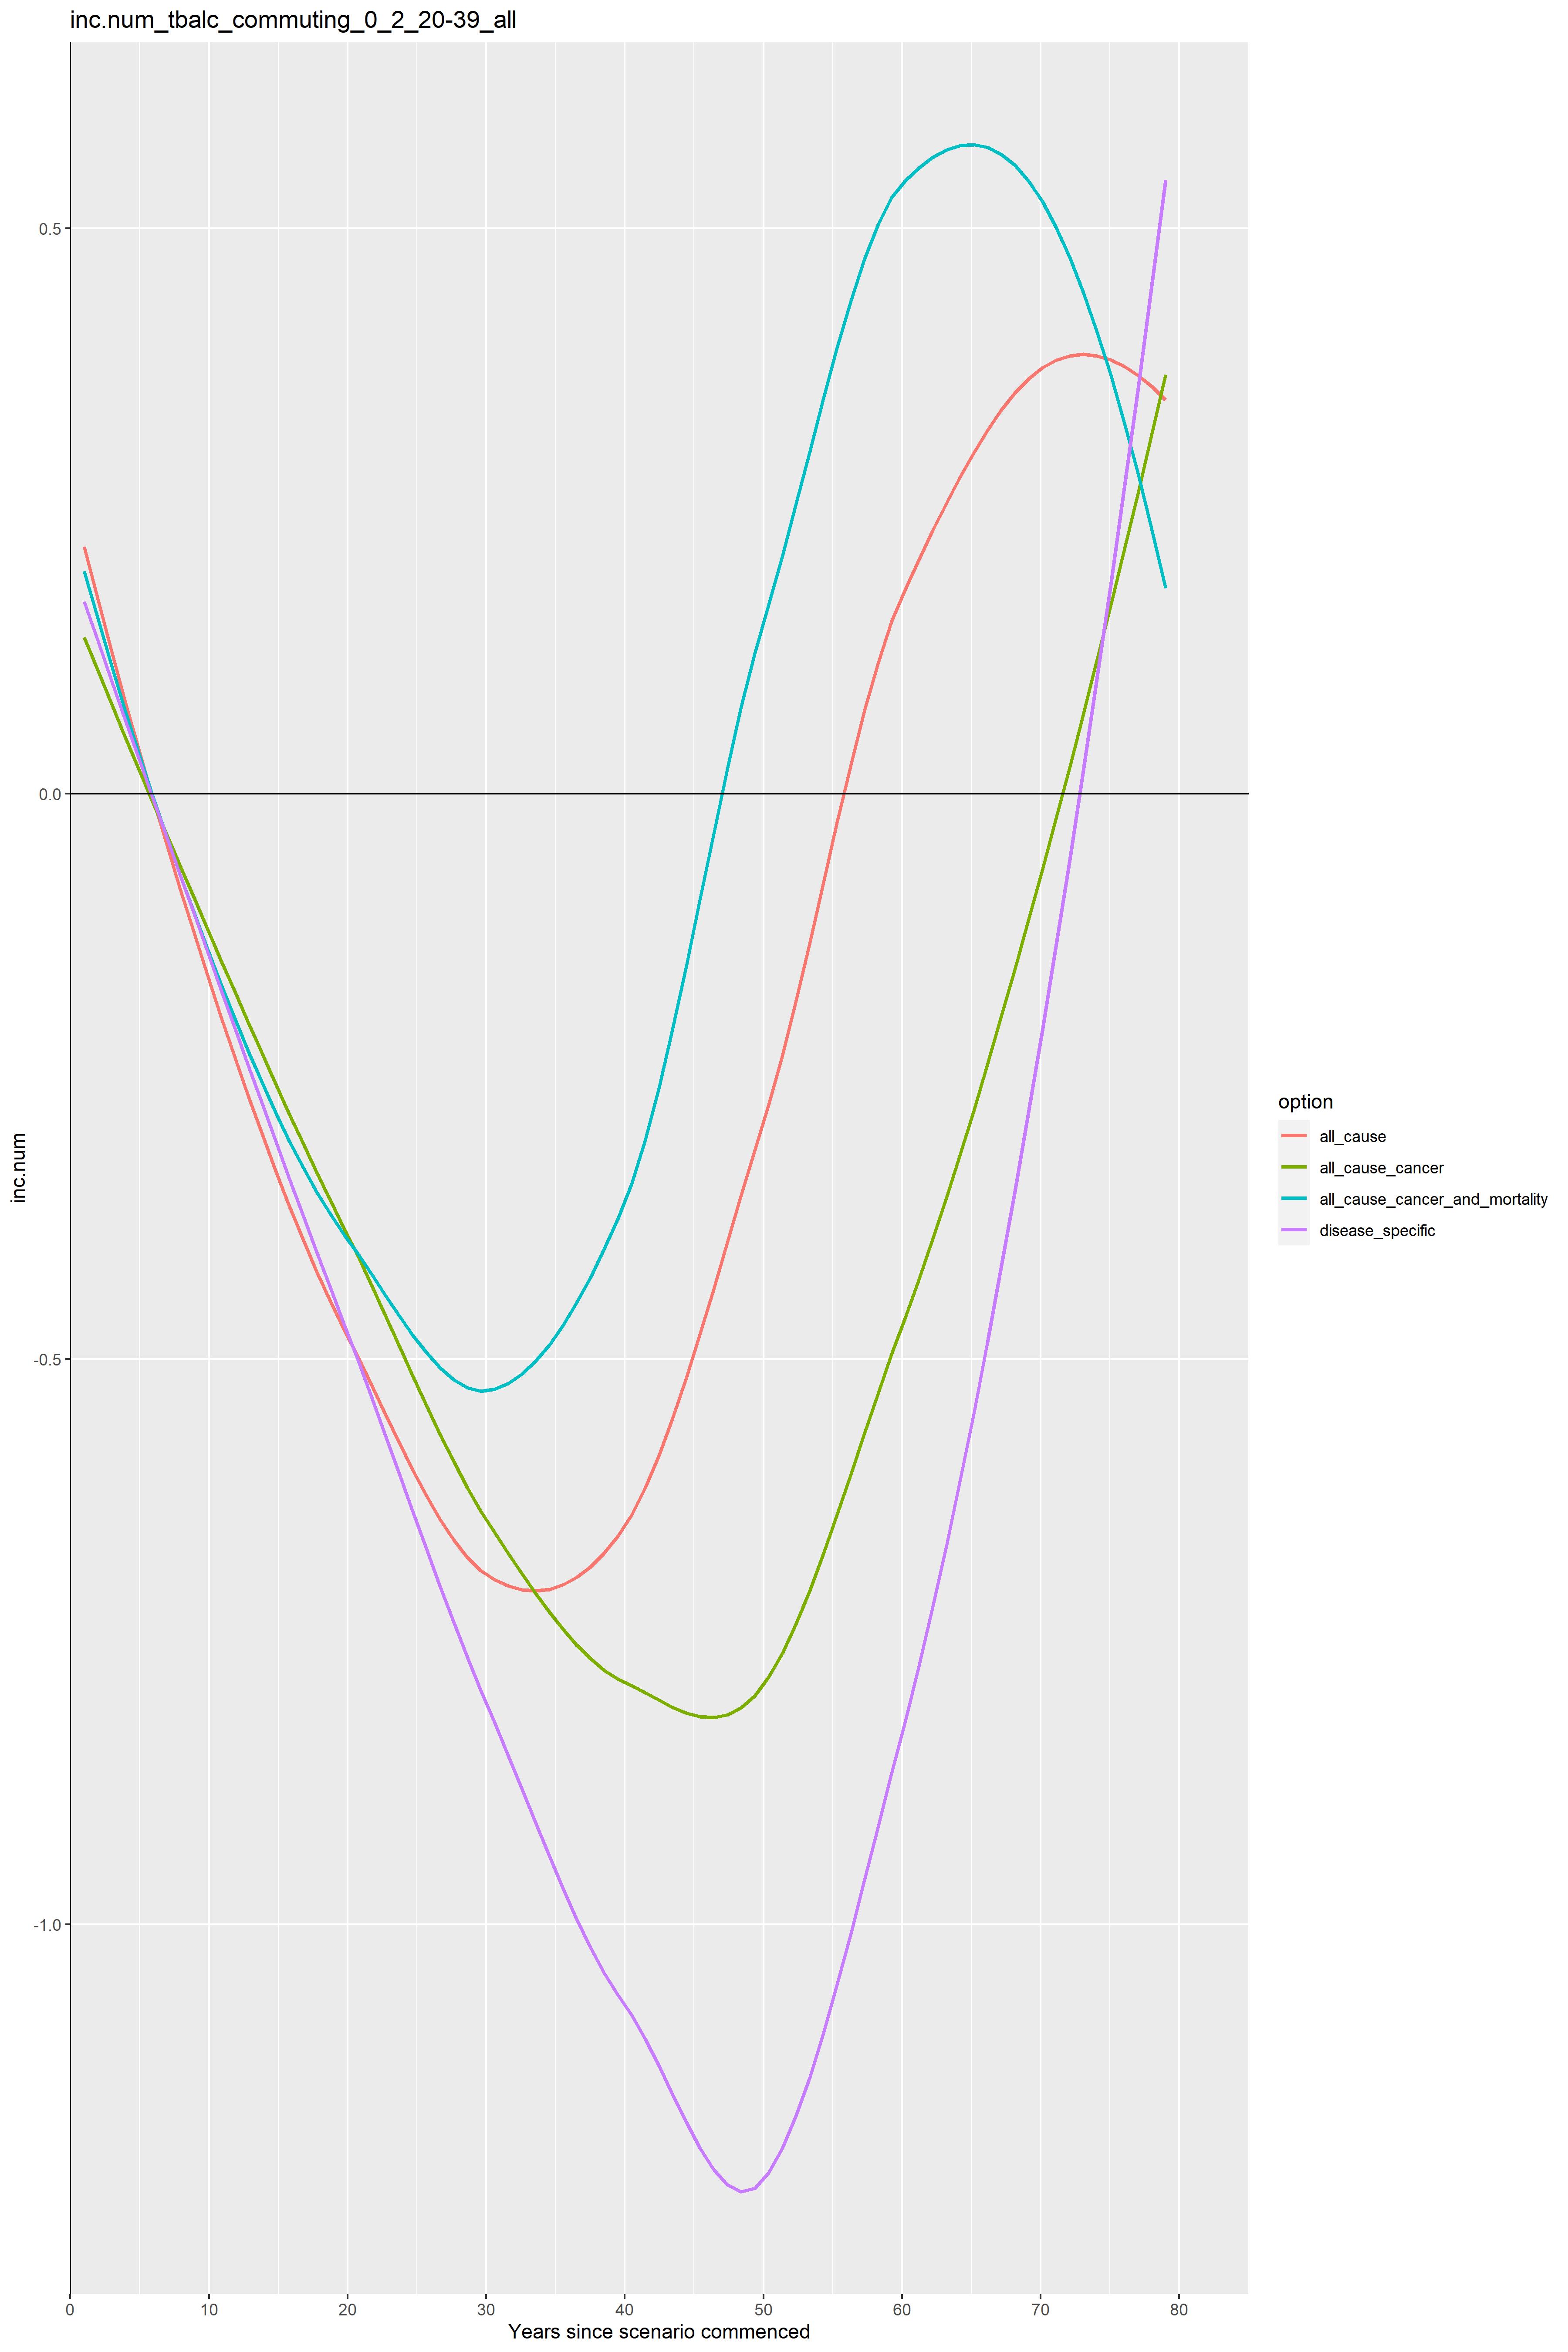 inc.num_tbalc_commuting_0_2_20-39_all
0.5
0.0
-0.5
-1.0
inc.num
0 10 20 30 40 50 60 70 80
Years since scenario commenced
option
all_cause
all_cause_cancer
all_cause_cancer_and_mortality
disease_specific